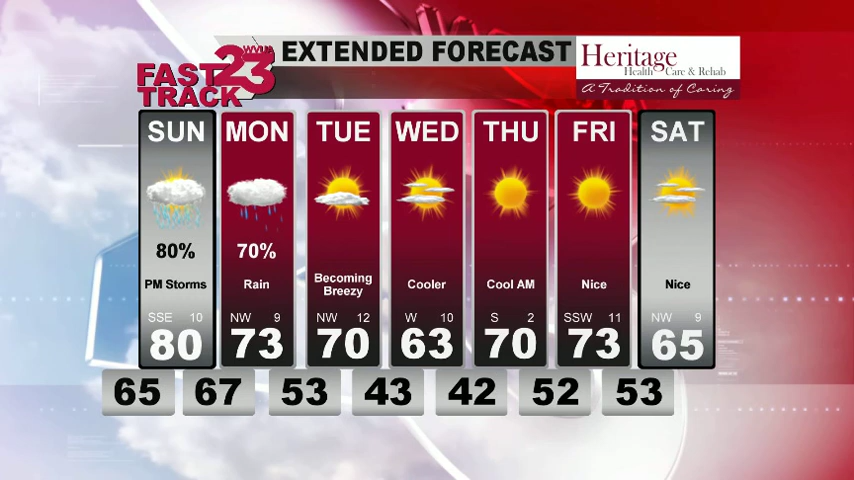 WVUA
23
FAST
TRACK
EXTENDED FORECAST
Heritage
Health Care & Rehab
A Tradition of Caring
SUN MON TUE WED THU FRI SAT
80% 70%
PM Storms Rain Becoming Breezy Cooler Cool AM Nice Nice
SSE 10 NW 9 NW 12 W 10 S 2 SSW 11 NW 9
80 73 70 63 70 73 65
65 67 53 43 42 52 53